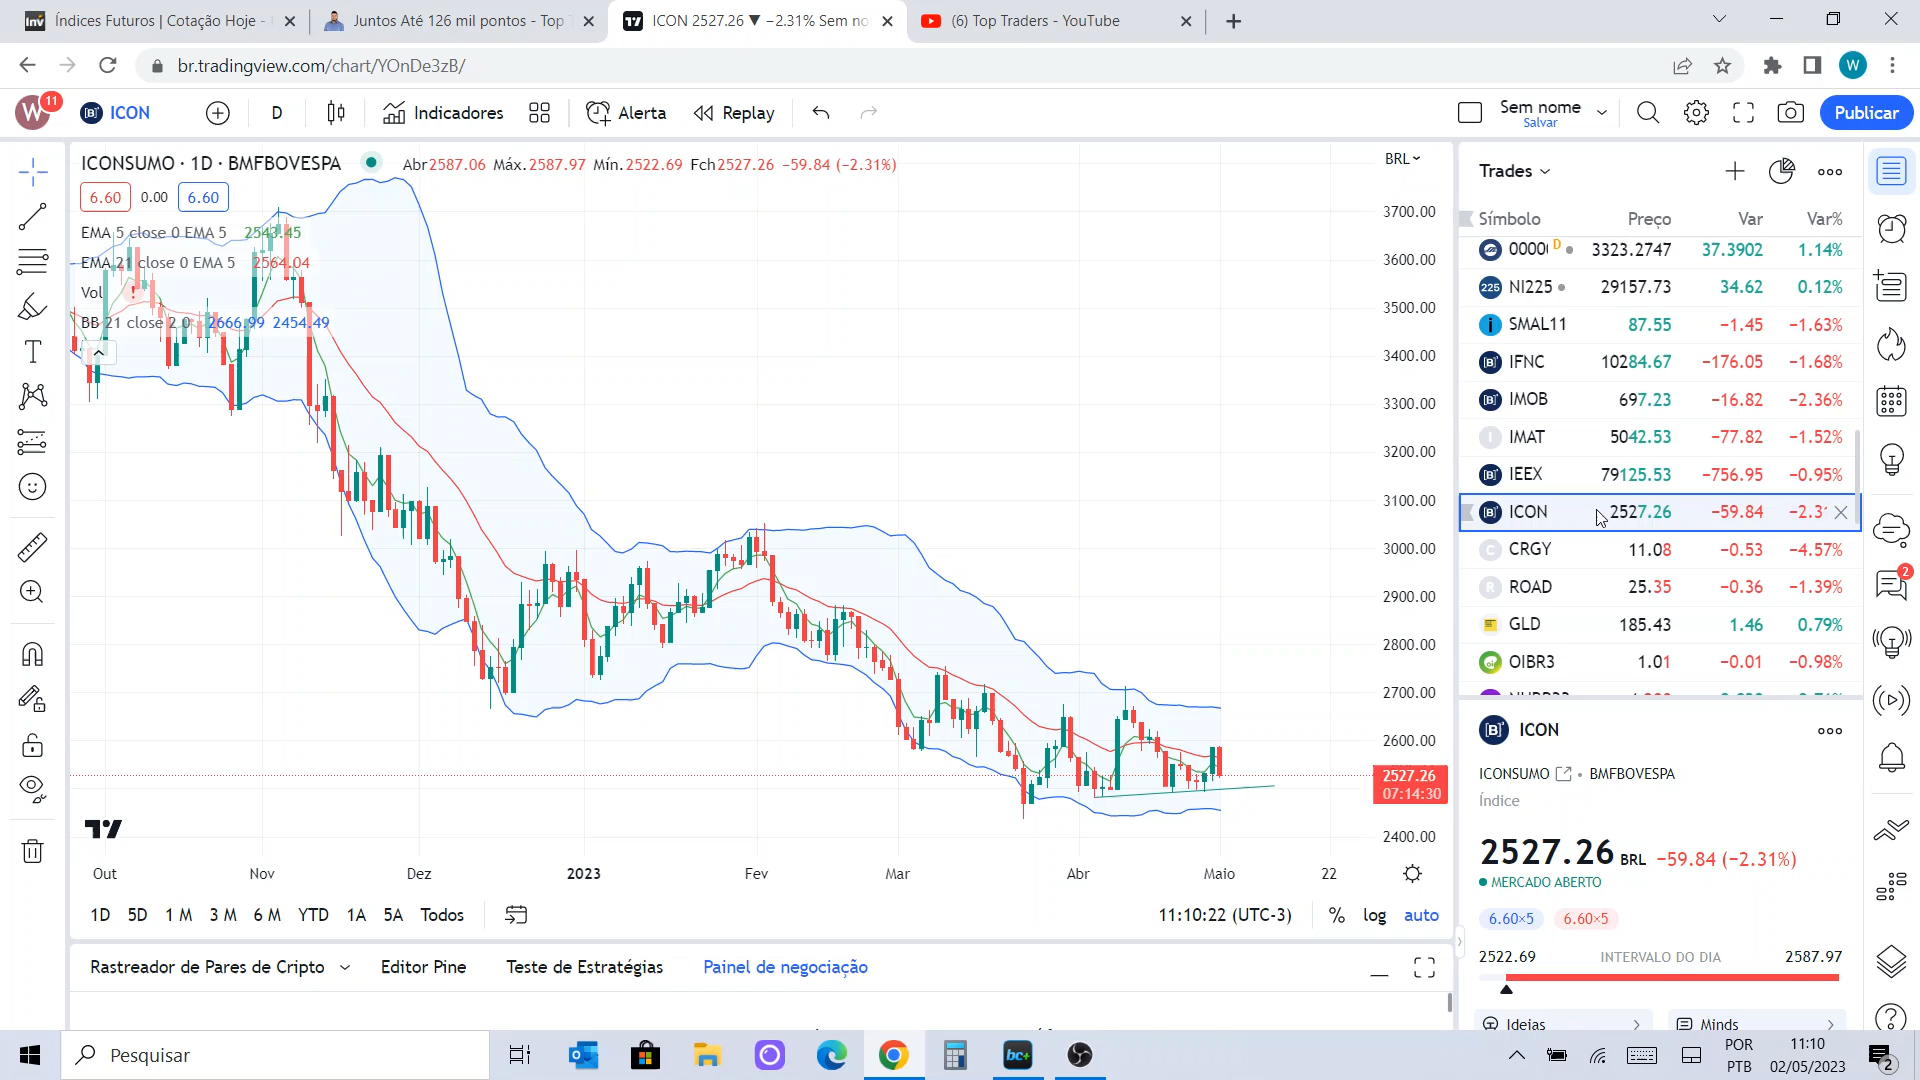 Índices Futuros | Cotação Hoje -
Juntos Até 126 mil pontos - Top T
ICON 2527.26 ▼ −2.31% Sem no
(6) Top Traders - YouTube
br.tradingview.com/chart/YOnDe3zB/
W
W
11
ICON
D
Indicadores
Alerta
Replay
Sem nome
Salvar
Publicar
ICONSUMO · 1D · BMFBOVESPA
Abr2587.06 Máx.2587.97 Mín.2522.69 Fch2527.26 −59.84 (−2.31%)
6.60
0.00
6.60
EMA 5 close 0 EMA 5 2543.45
EMA 21 close 0 EMA 5 2564.04
Vol
BB 21 close 2 0 2666.99 2454.49
BRL
3700.00
3600.00
3500.00
3400.00
3300.00
3200.00
3100.00
3000.00
2900.00
2800.00
2700.00
2600.00
2527.26
07:14:30
2400.00
Out
Nov
Dez
2023
Fev
Mar
Abr
Maio
22
1D 5D 1 M 3 M 6 M YTD 1A 5A Todos
11:10:22 (UTC-3)
% log auto
Rastreador de Pares de Cripto
Editor Pine
Teste de Estratégias
Painel de negociação
Trades
Símbolo Preço Var Var%
0000 D 3323.2747 37.3902 1.14%
225 NI225 29157.73 34.62 0.12%
SMAL11 87.55 −1.45 −1.63%
IFNC 10284.67 −176.05 −1.68%
IMOB 697.23 −16.82 −2.36%
I IMAT 5042.53 −77.82 −1.52%
IEEX 79125.53 −756.95 −0.95%
ICON 2527.26 −59.84 −2.31
C CRGY 11.08 −0.53 −4.57%
R ROAD 25.35 −0.36 −1.39%
GLD 185.43 1.46 0.79%
OIBR3 1.01 −0.01 −0.98%
2
ICON
ICONSUMO • BMFBOVESPA
Índice
2527.26 BRL −59.84 (−2.31%)
MERCADO ABERTO
6.60×5
6.60×5
2522.69 INTERVALO DO DIA 2587.97
Ideias
Minds
Pesquisar
bc+
POR
PTB
11:10
02/05/2023
2